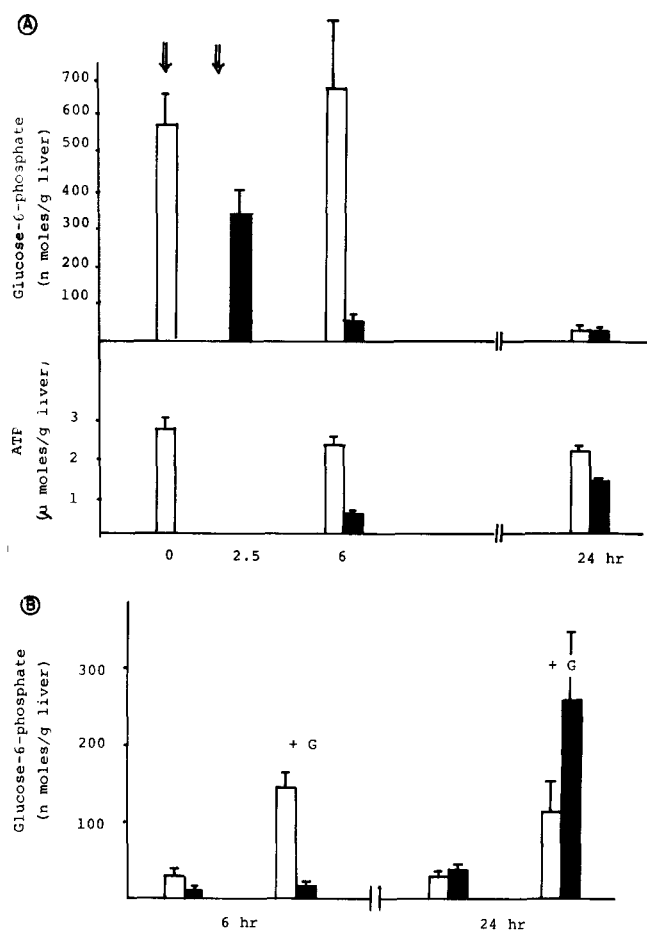 A
Glucose-6-phosphate
(n moles/g liver)
700
600
500
400
300
200
100
ATP
(μ moles/g liver)
3
2
1
0 2.5 6 24 hr
B
Glucose-6-phosphate
(n moles/g liver)
300
200
100
+ G
+ G
6 hr 24 hr